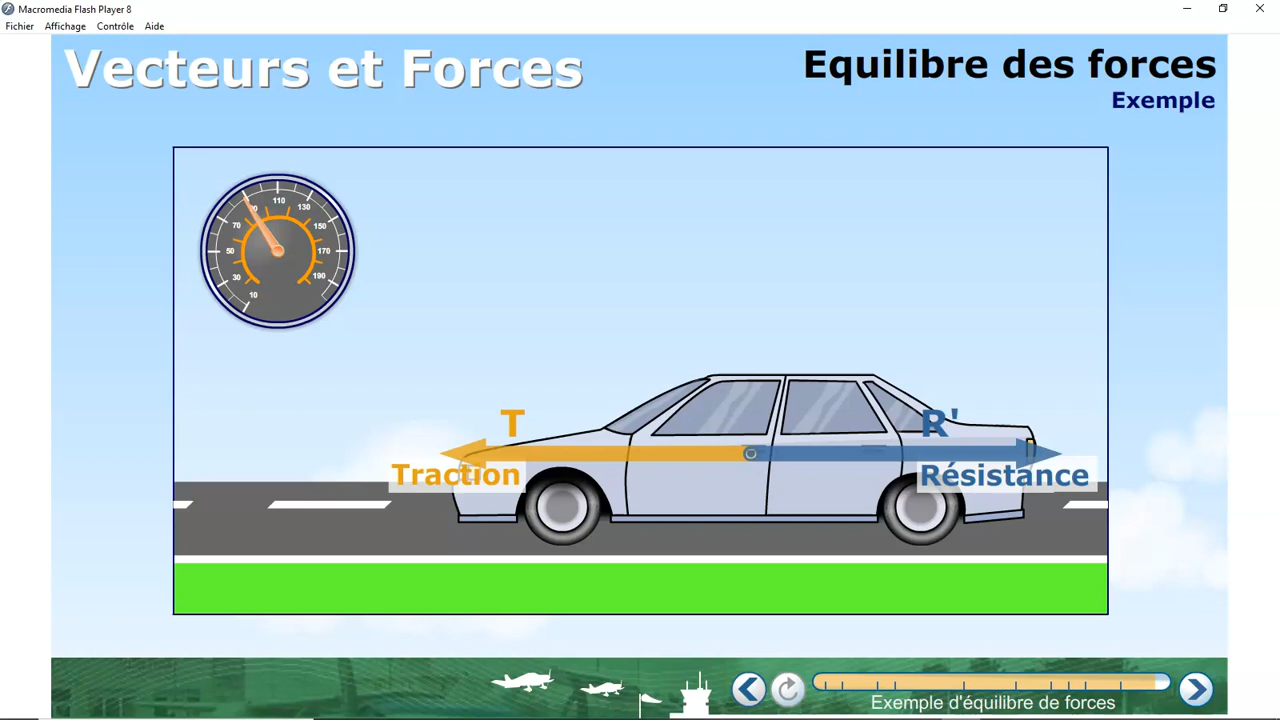 Macromedia Flash Player 8
Fichier Affichage Contrôle Aide
Vecteurs et Forces
Equilibre des forces
Exemple
110
130
70
150
50
170
30
190
10
T
R'
Traction
Résistance
Exemple d'équilibre de forces